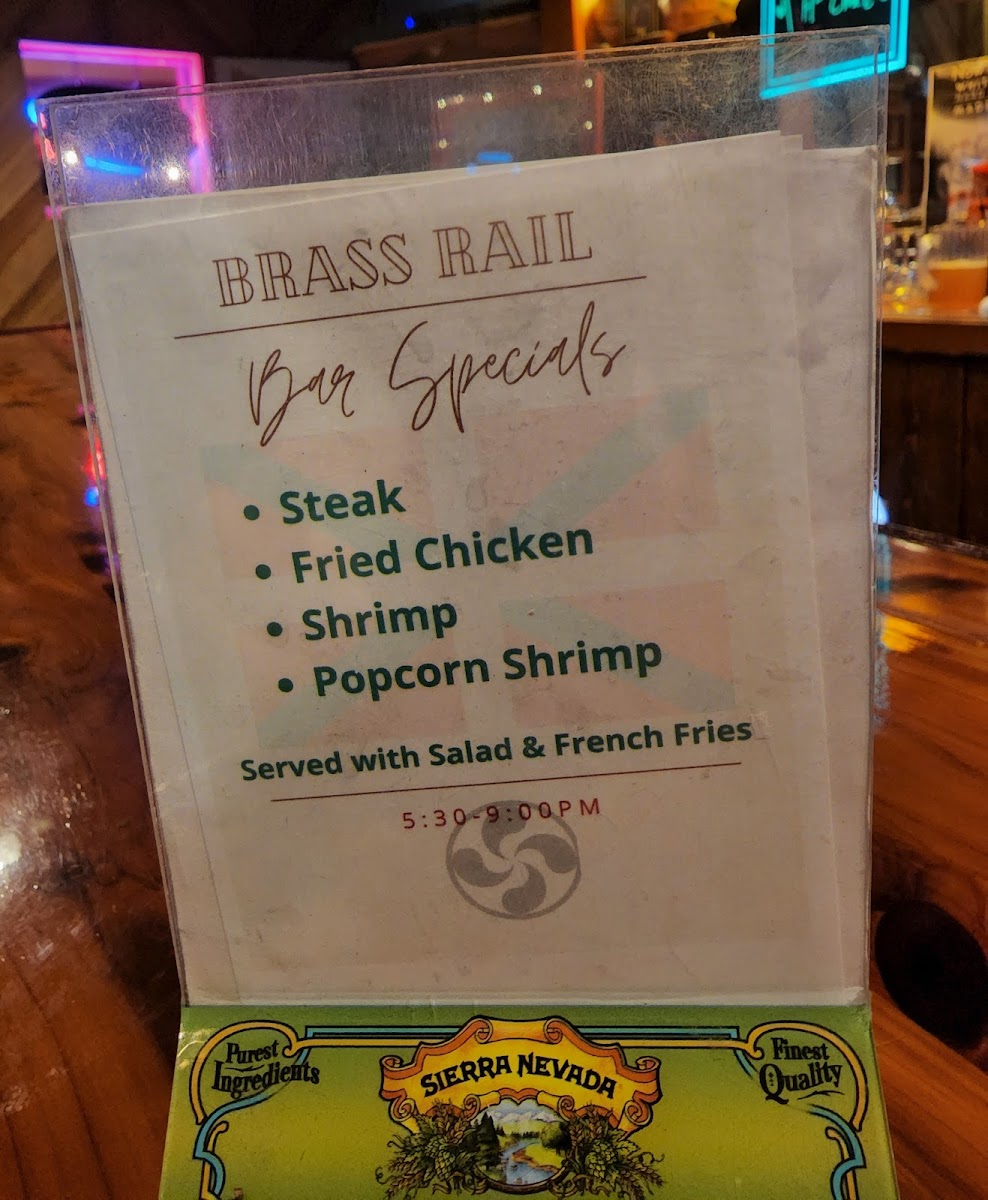 BRASS RAIL
Bar Specials
• Steak
• Fried Chicken
• Shrimp
• Popcorn Shrimp
Served with Salad & French Fries
5:30-9:00PM
Purest
Ingredients
SIERRA NEVADA
Finest
Quality